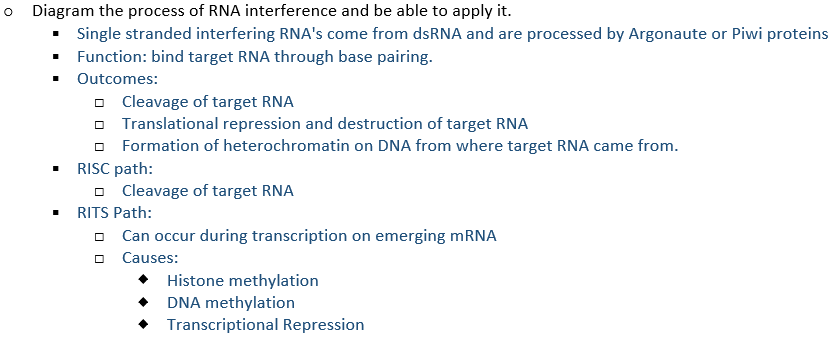 Diagram the process of RNA interference and be able to apply it.
Single stranded interfering RNA's come from dsRNA and are processed by Argonaute or Piwi proteins
Function: bind target RNA through base pairing.
Outcomes:
Cleavage of target RNA
Translational repression and destruction of target RNA
Formation of heterochromatin on DNA from where target RNA came from.
RISC path:
Cleavage of target RNA
RITS Path:
Can occur during transcription on emerging mRNA
Causes:
Histone methylation
DNA methylation
Transcriptional Repression